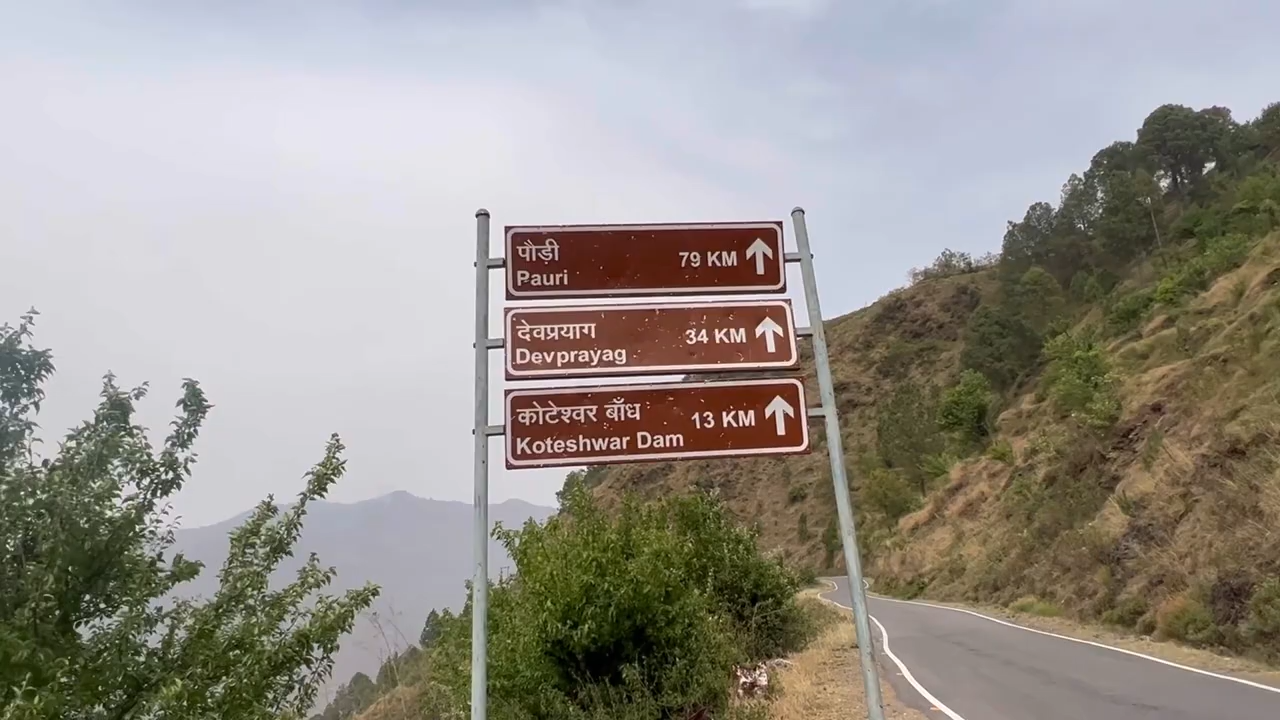 पौड़ी
Pauri
79 KM
देवप्रयाग
Devprayag
34 KM
कोटेश्वर बाँध
Koteshwar Dam
13 KM